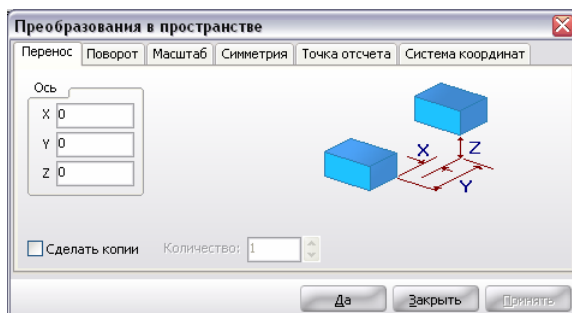 Преобразования в пространстве
Перенос Поворот Масштаб Симметрия Точка отсчета Система координат
Ось
X 0
Y 0
Z 0
X
Z
Y
Сделать копии Количество: 1
Да Закрыть Принять